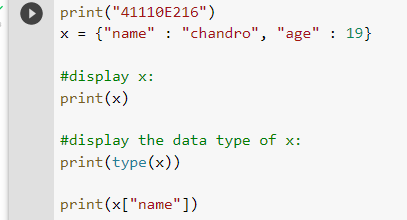 print("41110E216")
x = {"name" : "chandro", "age" : 19}
#display x:
print(x)
#display the data type of x:
print(type(x))
print(x["name"])